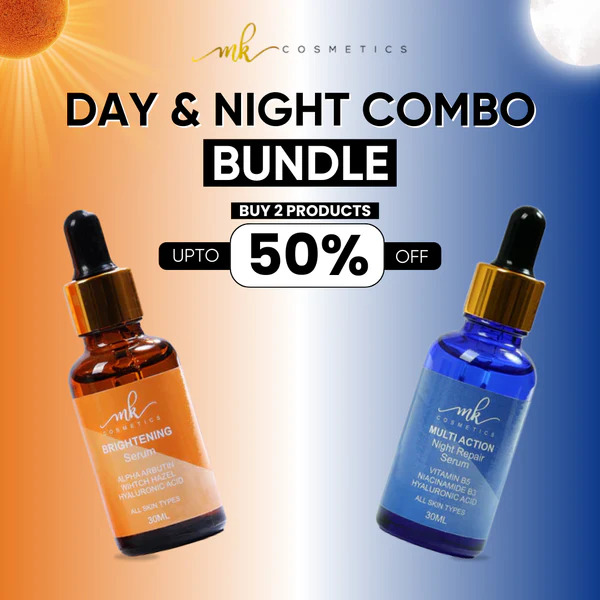 mk COSMETICS
DAY & NIGHT COMBO
BUNDLE
BUY 2 PRODUCTS
UPTO 50% OFF
mk
COSMETICS
BRIGHTENING
Serum
ALPHA ARBUTIN
WIHTCH HAZEL
HYALURONIC ACID
ALL SKIN TYPES
30ML
mk
COSMETICS
MULTI ACTION
Night Repair
Serum
VITAMIN B5
NIACINAMIDE B3
HYALURONIC ACID
ALL SKIN TYPES
30ML